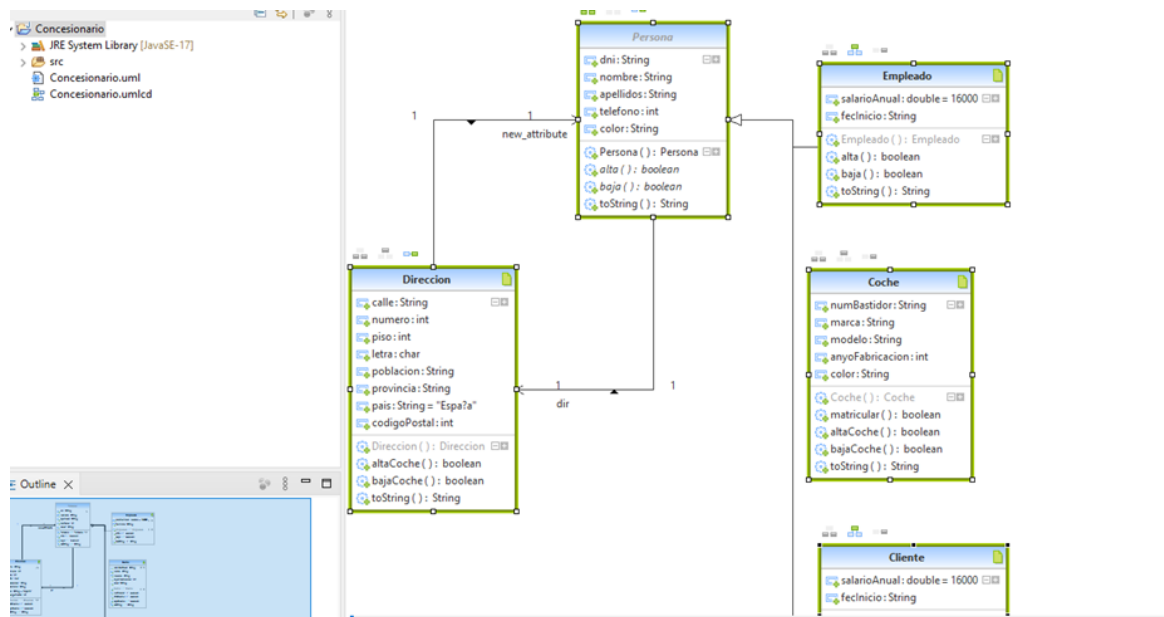 Concesionario
JRE System Library [JavaSE-17]
src
Concesionario.uml
Concesionario.umlcd
Outline
Persona
dni: String
nombre: String
apellidos: String
telefono: int
color: String
Persona ( ) : Persona
alta ( ) : boolean
baja ( ) : boolean
toString ( ) : String
1
1
new_attribute
Empleado
salarioAnual: double = 16000
fecInicio: String
Empleado ( ) : Empleado
alta ( ) : boolean
baja ( ) : boolean
toString ( ) : String
Direccion
calle: String
numero: int
piso: int
letra: char
poblacion: String
provincia: String
pais: String = "Espa?a"
codigoPostal: int
Direccion ( ) : Direccion
altaCoche ( ) : boolean
bajaCoche ( ) : boolean
toString ( ) : String
1
1
dir
Coche
numBastidor: String
marca: String
modelo: String
anyoFabricacion: int
color: String
Coche ( ) : Coche
matricular ( ) : boolean
altaCoche ( ) : boolean
bajaCoche ( ) : boolean
toString ( ) : String
Cliente
salarioAnual: double = 16000
fecInicio: String